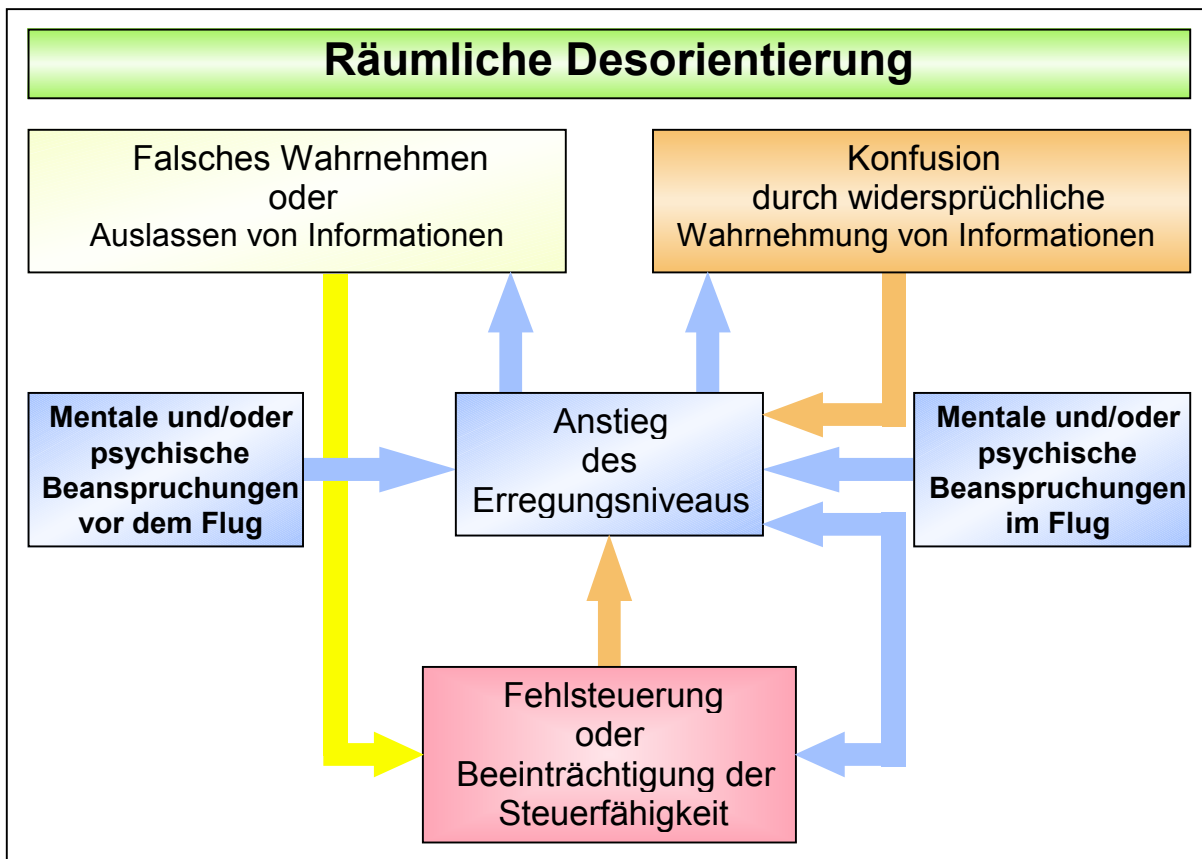 Räumliche Desorientierung
Falsches Wahrnehmen
oder
Auslassen von Informationen
Konfusion
durch widersprüchliche
Wahrnehmung von Informationen
Mentale und/oder
psychische
Beanspruchungen
vor dem Flug
Anstieg
des
Erregungsniveaus
Mentale und/oder
psychische
Beanspruchungen
im Flug
Fehlsteuerung
oder
Beeinträchtigung der
Steuerfähigkeit